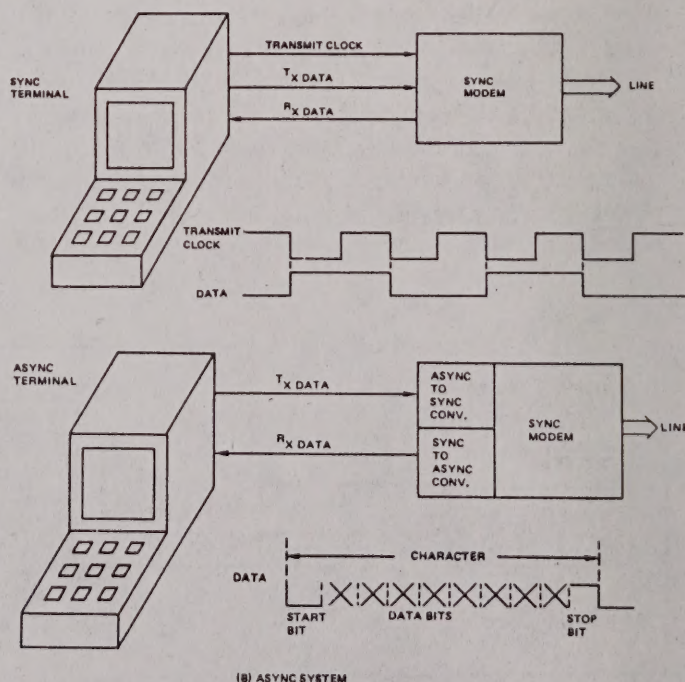 TRANSMIT CLOCK
SYNC
TERMINAL
TX DATA
SYNC
MODEM
LINE
RX DATA
TRANSMIT
CLOCK
DATA
ASYNC
TERMINAL
TX DATA
ASYNC
TO
SYNC
CONV.
SYNC
MODEM
LINE
RX DATA
SYNC
TO
ASYNC
CONV.
CHARACTER
DATA
START
BIT
DATA BITS
STOP
BIT
(B) ASYNC SYSTEM